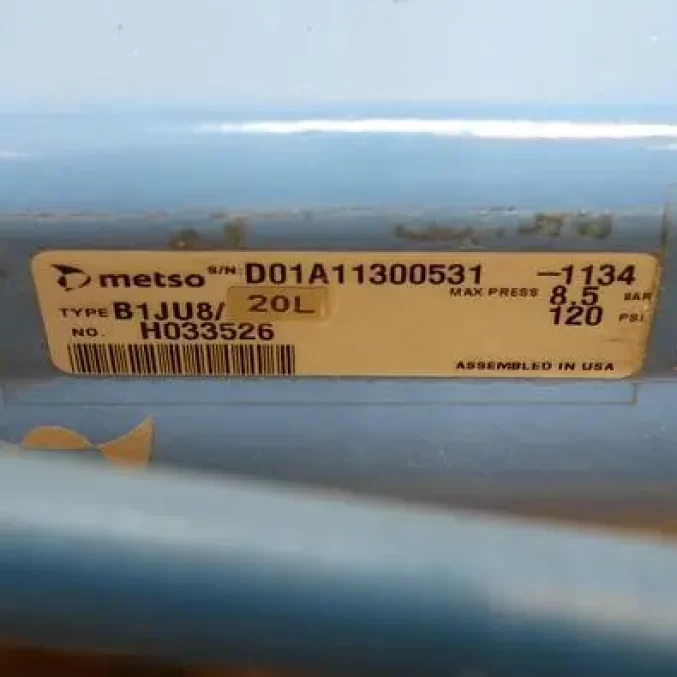 metso S/N: D01A11300531 -1134
MAX PRESS 8.5 BAR
TYPE B1JU8/ 20L 120 PSI
NO. H033526
ASSEMBLED IN USA